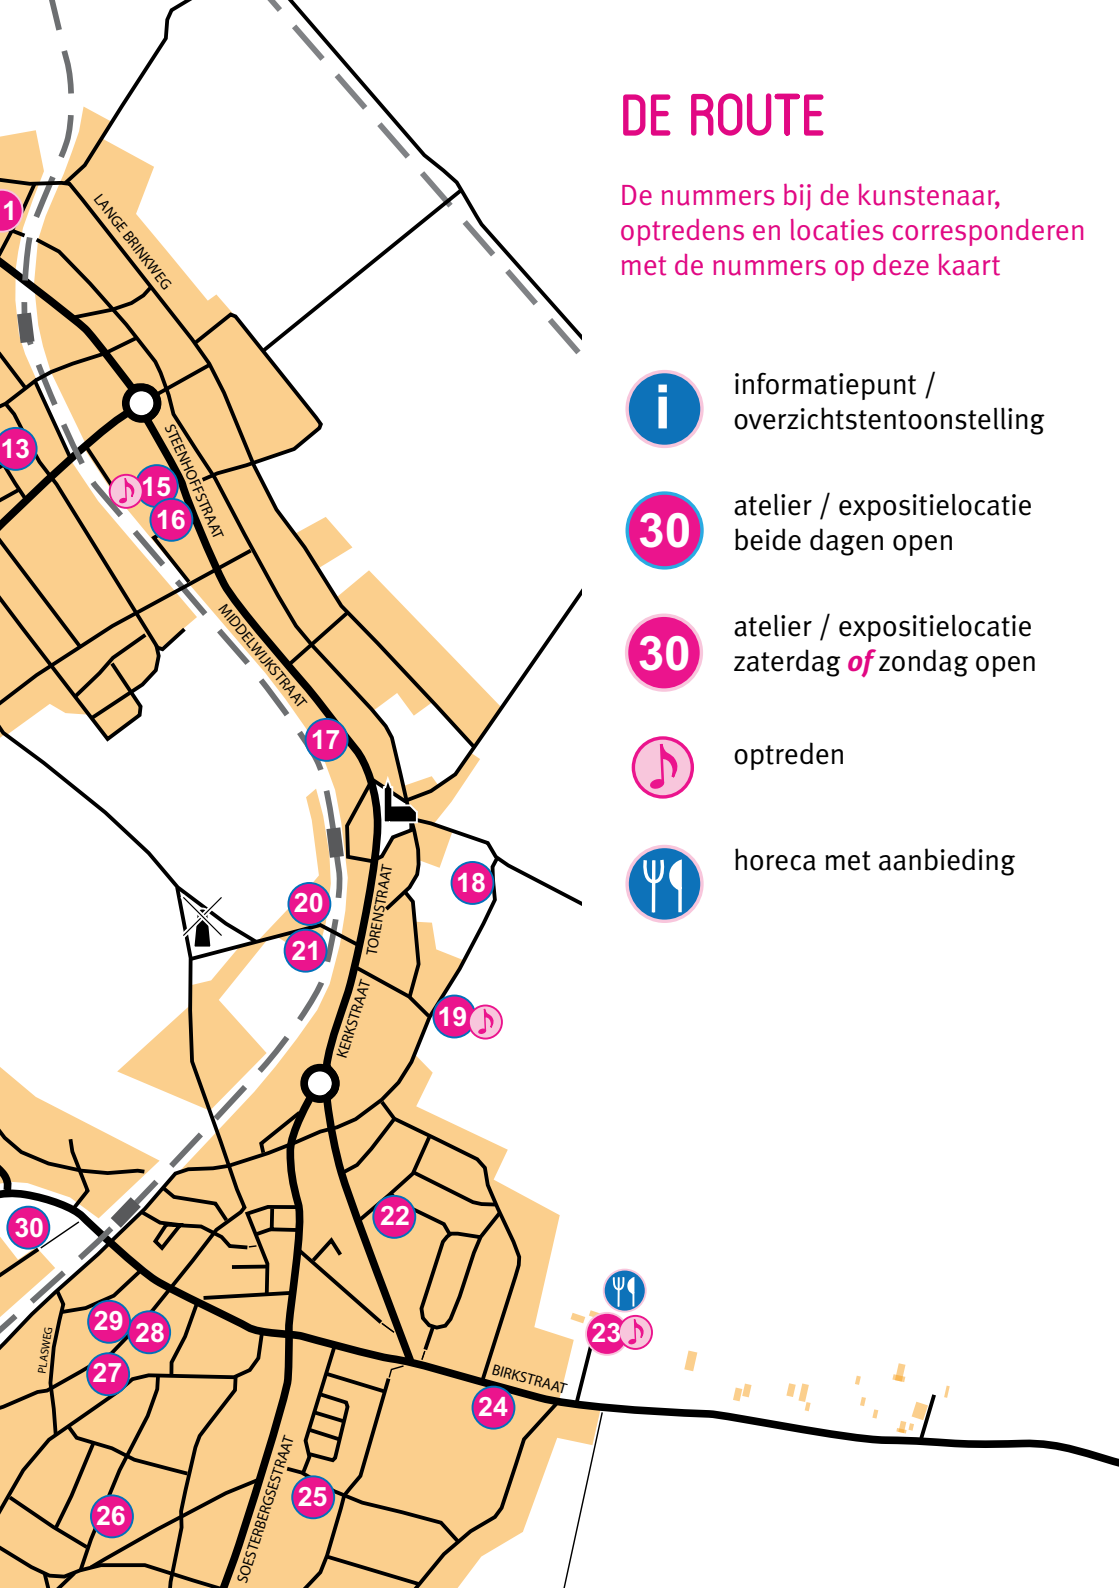 DE ROUTE
De nummers bij de kunstenaar,
optredens en locaties corresponderen
met de nummers op deze kaart
i
informatiepunt /
overzichtstentoonstelling
30
atelier / expositielocatie
beide dagen open
30
atelier / expositielocatie
zaterdag of zondag open
optreden
horeca met aanbieding
1
LANGE BRINKWEG
13
STEENHOFFSTRAAT
15
16
MIDDELWIJKSTRAAT
17
18
TORENSTRAAT
20
21
19
KERKSTRAAT
22
30
23
29
28
PLASWEG
27
BIRKSTRAAT
24
SOESTERBERGSESTRAAT
25
26